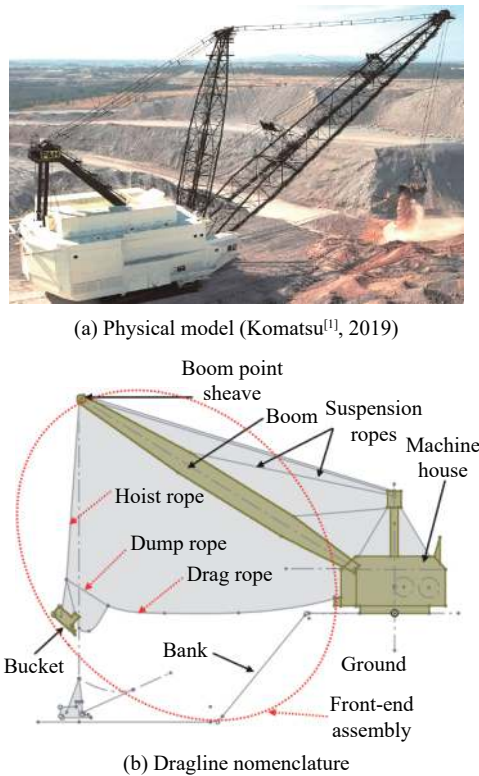 (a) Physical model (Komatsu[1], 2019)
Boom point
sheave
Boom
Suspension
ropes
Machine
house
Hoist rope
Dump rope
Drag rope
Bucket
Bank
Ground
Front-end
assembly
(b) Dragline nomenclature